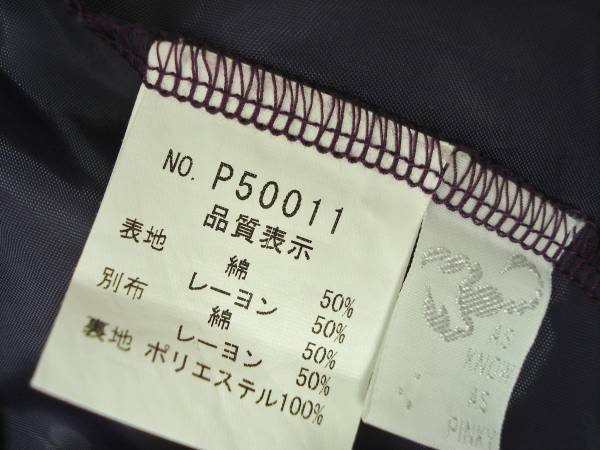 NO. P50011
品質表示
表地 綿 50%
レーヨン 50%
別布 綿 50%
レーヨン 50%
裏地 ポリエステル100%
AS
KNOW
AS
PINKY